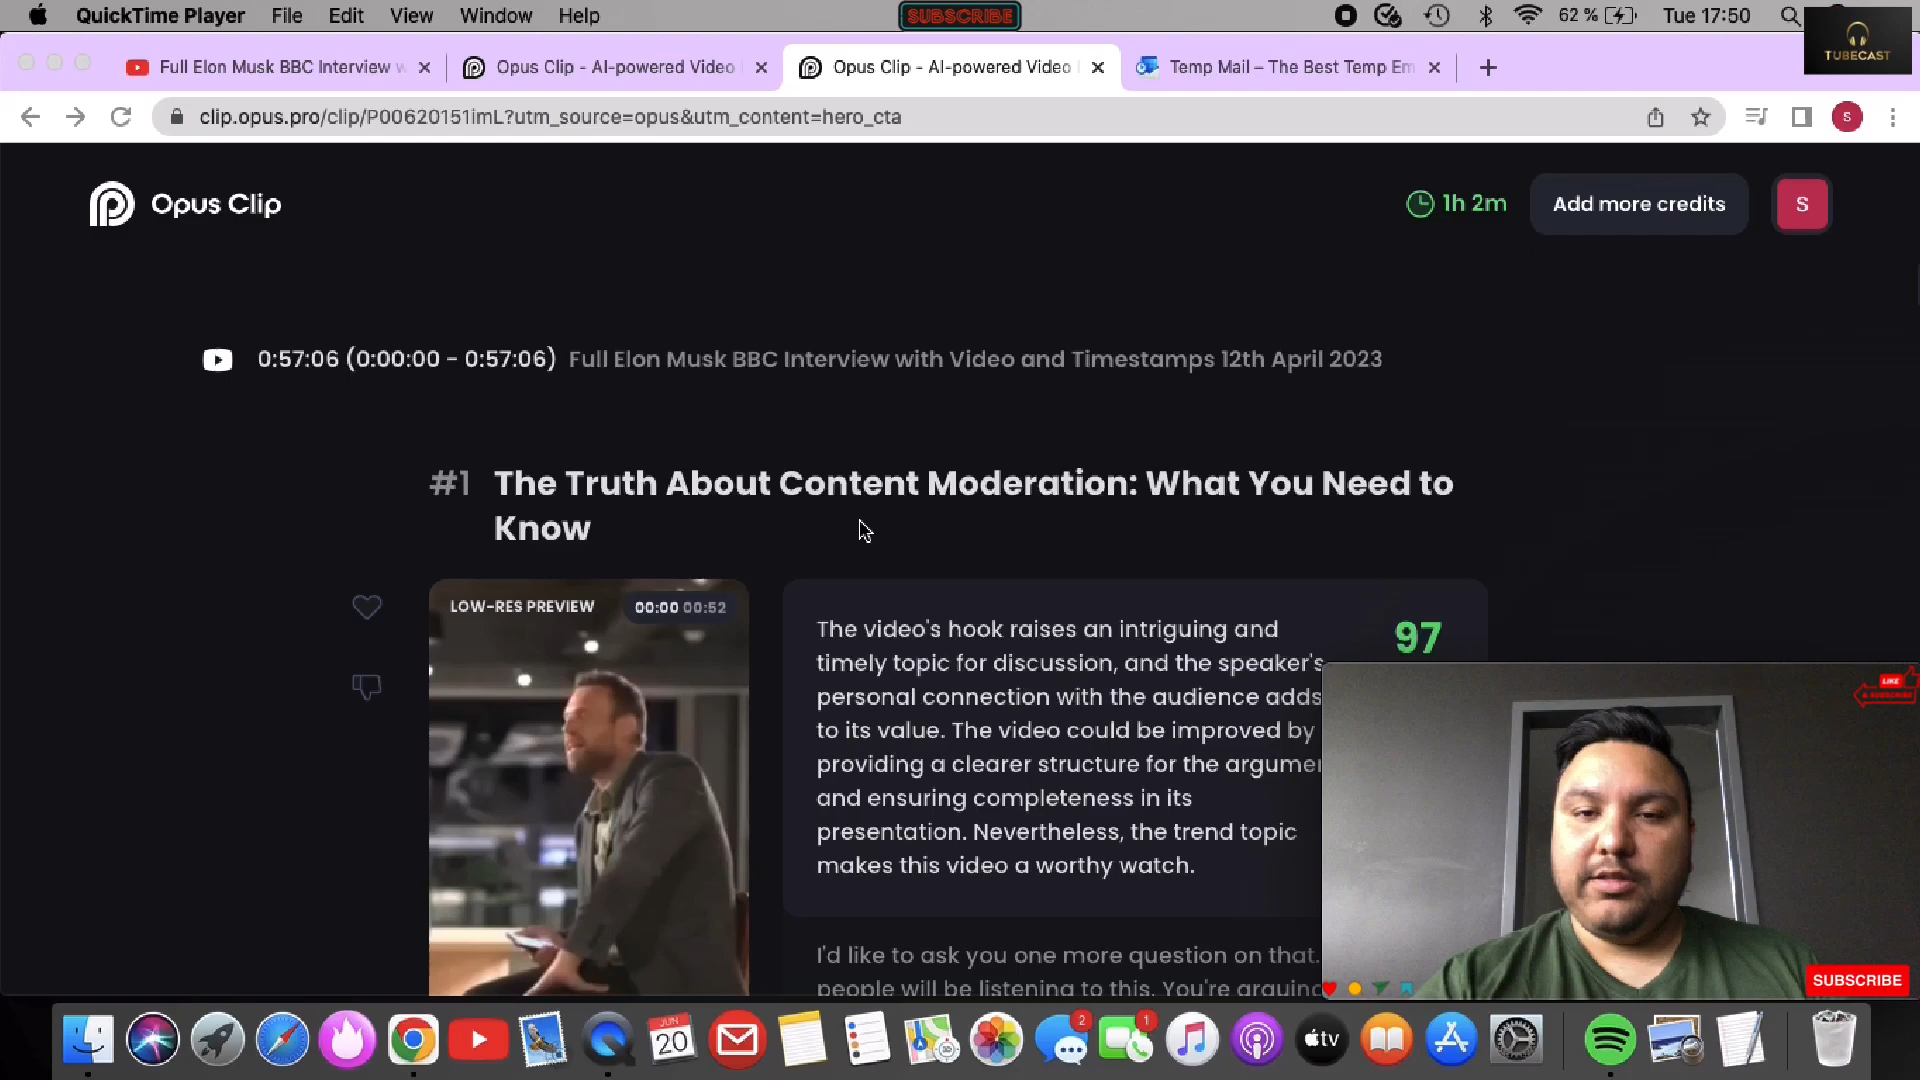 QuickTime Player File Edit View Window Help SUBSCRIBE 62 % Tue 17:50
TUBECAST
Full Elon Musk BBC Interview w Opus Clip - AI-powered Video Opus Clip - AI-powered Video Temp Mail – The Best Temp Em
clip.opus.pro/clip/P00620151imL?utm_source=opus&utm_content=hero_cta S
Opus Clip 1h 2m Add more credits S
0:57:06 (0:00:00 - 0:57:06) Full Elon Musk BBC Interview with Video and Timestamps 12th April 2023
#1 The Truth About Content Moderation: What You Need to
Know
LOW-RES PREVIEW 00:00 00:52
The video's hook raises an intriguing and
timely topic for discussion, and the speaker's
personal connection with the audience adds
to its value. The video could be improved by
providing a clearer structure for the argumen
and ensuring completeness in its
presentation. Nevertheless, the trend topic
makes this video a worthy watch.
97
I'd like to ask you one more question on that.
people will be listening to this. You're arguing
LIKE
& SUBSCRIBE
SUBSCRIBE
JUN
20
2
1
tv